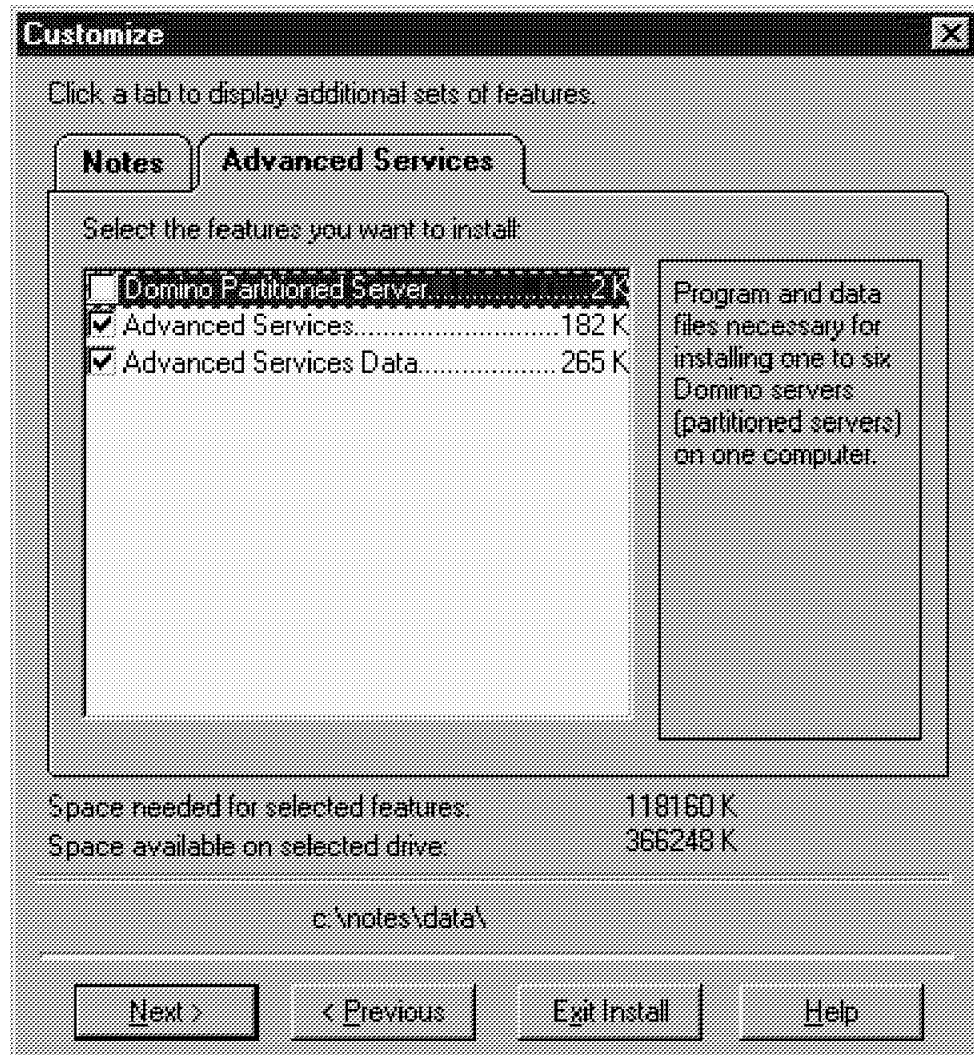 Customize
Click a tab to display additional sets of features.
Notes
Advanced Services
Select the features you want to install:
Domino Partitioned Server..................2 K
Advanced Services..........................182 K
Advanced Services Data...................265 K
Program and data
files necessary for
installing one to six
Domino servers
(partitioned servers)
on one computer.
Space needed for selected features: 118160 K
Space available on selected drive: 366248 K
c:\notes\data\
Next >
< Previous
Exit Install
Help